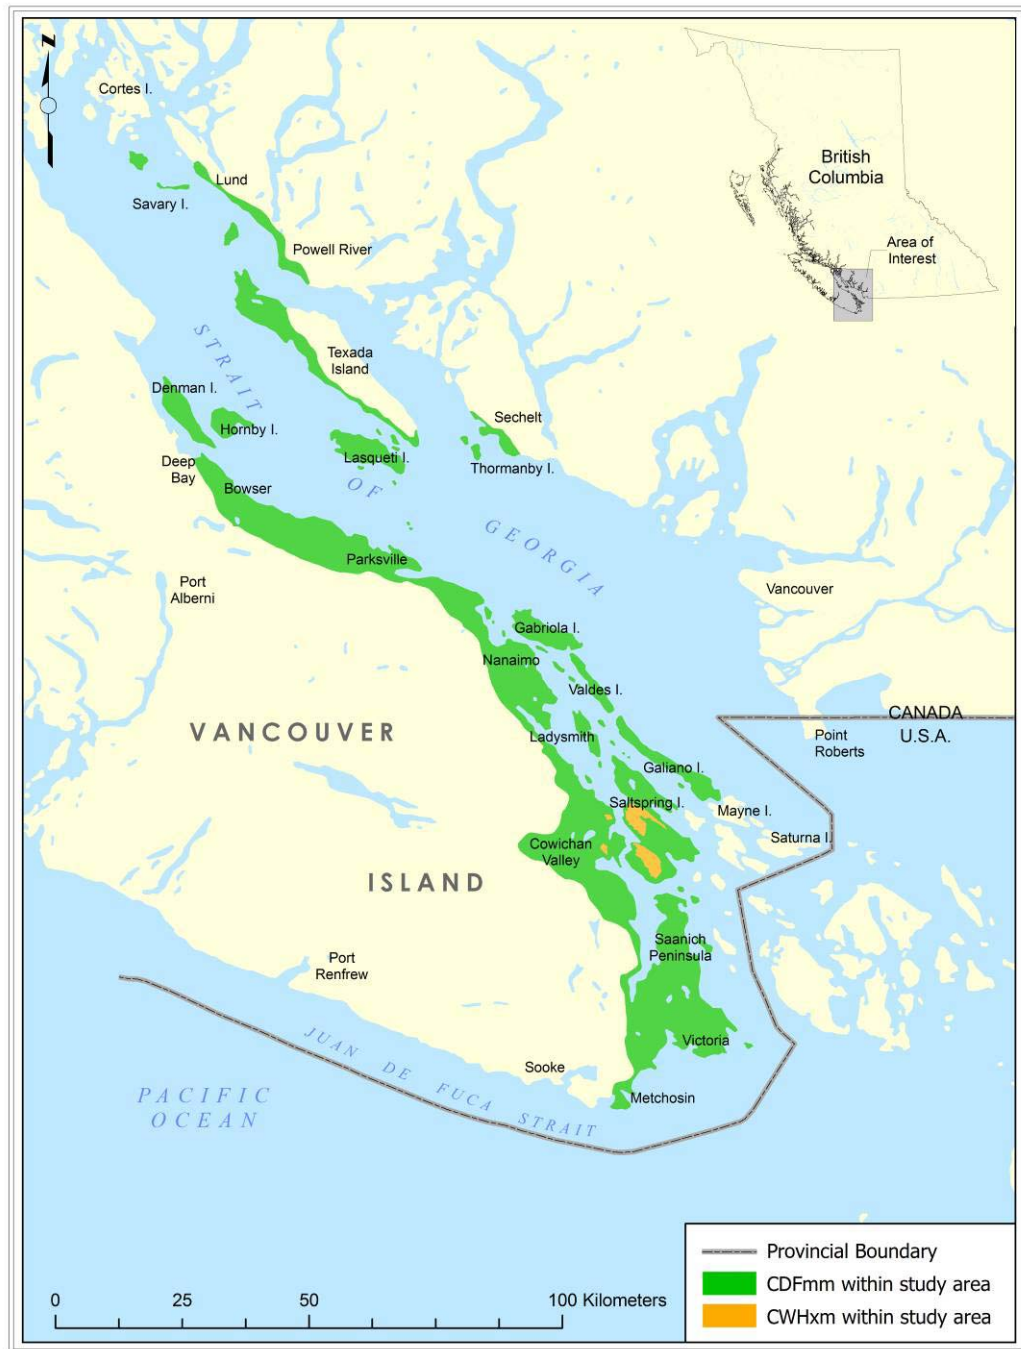 Z
Cortes I.
Lund
Savary I.
Powell River
British
Columbia
Area of
Interest
STRAIT
Texada
Island
Denman I.
Hornby I.
Sechelt
Deep
Bay
Lasqueti I.
Thormanby I.
Bowser
OF
GEORGIA
Parksville
Port
Alberni
Vancouver
Gabriola I.
Nanaimo
Valdes I.
VANCOUVER
Ladysmith
CANADA
U.S.A.
Point
Roberts
Galiano I.
Saltspring I.
Mayne I.
Saturna I.
Cowichan
Valley
ISLAND
Saanich
Peninsula
Port
Renfrew
JUAN DE FUCA STRAIT
Victoria
Sooke
Metchosin
PACIFIC
OCEAN
0 25 50 100 Kilometers
Provincial Boundary
CDFmm within study area
CWHxm within study area